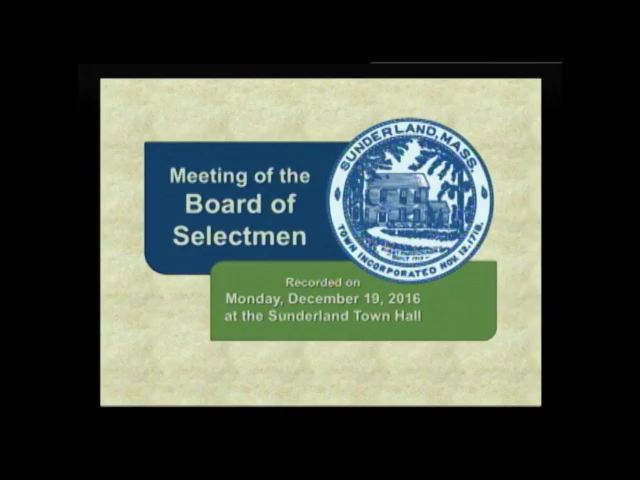 Meeting of the
Board of
Selectmen
SUNDERLAND, MASS.
TOWN INCORPORATED NOV. 12, 1718.
Recorded on
Monday, December 19, 2016
at the Sunderland Town Hall